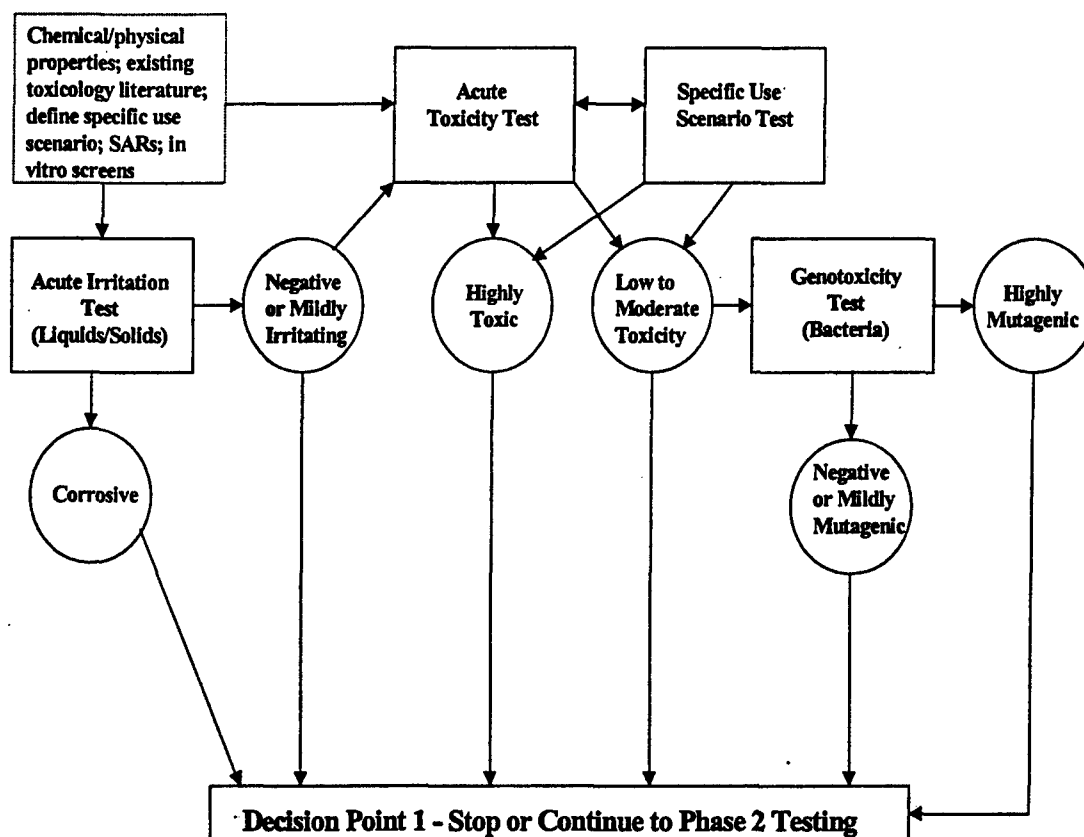 Chemical/physical
properties; existing
toxicology literature;
define specific use
scenario; SARs; in
vitro screens
Acute
Toxicity Test
Specific Use
Scenario Test
Acute Irritation
Test
(Liquids/Solids)
Negative
or Mildly
Irritating
Highly
Toxic
Low to
Moderate
Toxicity
Genotoxicity
Test
(Bacteria)
Highly
Mutagenic
Corrosive
Negative
or Mildly
Mutagenic
Decision Point 1 - Stop or Continue to Phase 2 Testing